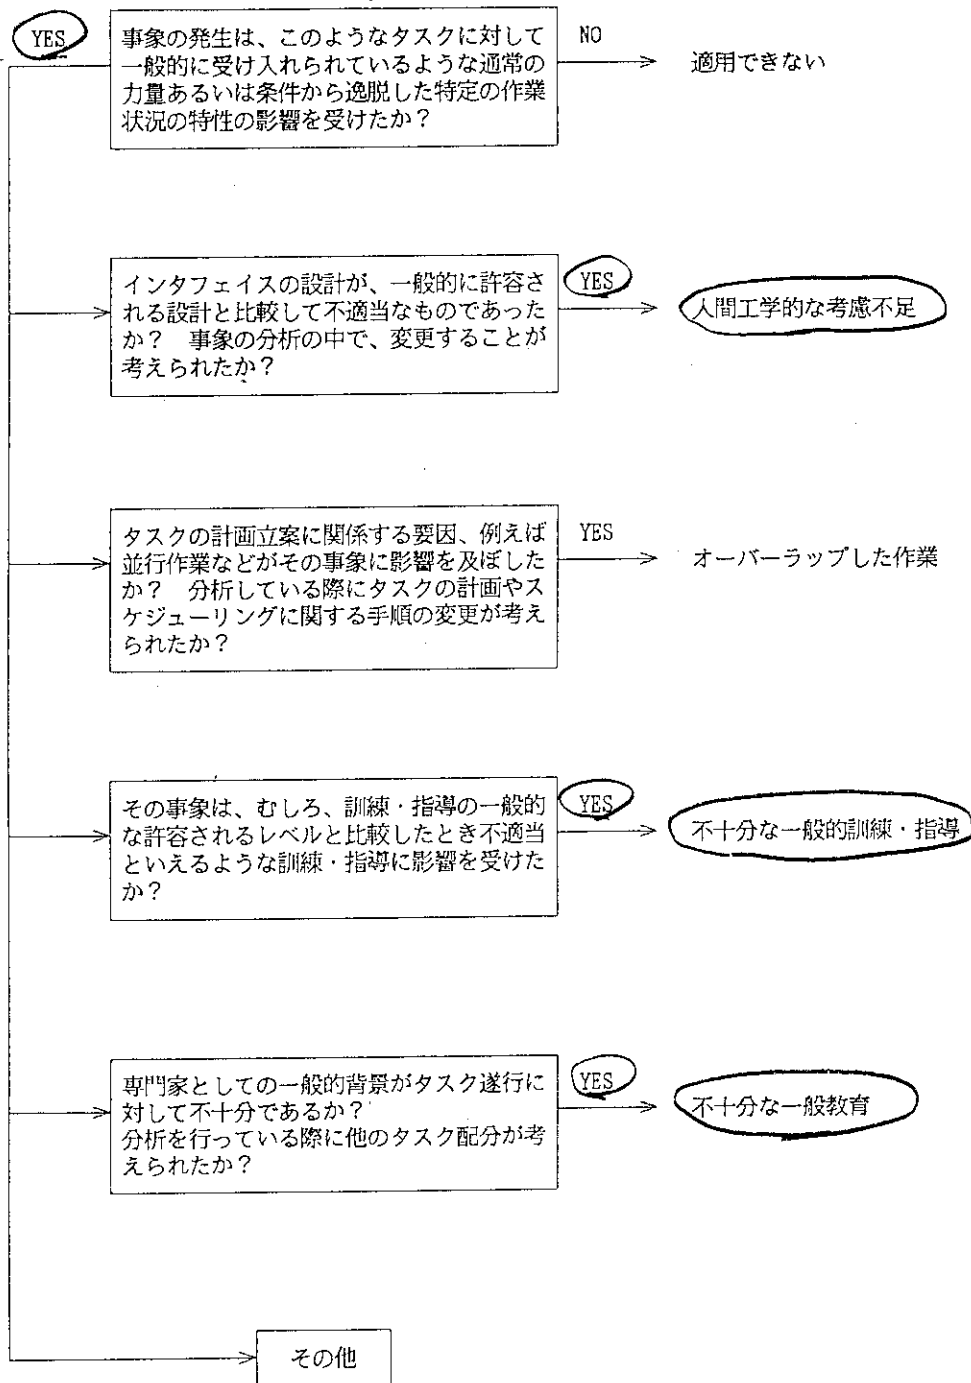 YES
事象の発生は、このようなタスクに対して
一般的に受け入れられているような通常の
力量あるいは条件から逸脱した特定の作業
状況の特性の影響を受けたか？
NO
適用できない
インタフェイスの設計が、一般的に許容さ
れる設計と比較して不適当なものであった
か？　事象の分析の中で、変更することが
考えられたか？
YES
人間工学的な考慮不足
タスクの計画立案に関係する要因、例えば
並行作業などがその事象に影響を及ぼした
か？　分析している際にタスクの計画やス
ケジューリングに関する手順の変更が考え
られたか？
YES
オーバーラップした作業
その事象は、むしろ、訓練・指導の一般的
な許容されるレベルと比較したとき不適当
といえるような訓練・指導に影響を受けた
か？
YES
不十分な一般的訓練・指導
専門家としての一般的背景がタスク遂行に
対して不十分であるか？
分析を行っている際に他のタスク配分が考
えられたか？
YES
不十分な一般教育
その他